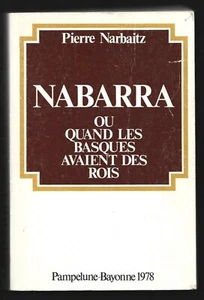 Pierre Narbaitz
NABARRA
OU
QUAND LES
BASQUES
AVAIENT DES
ROIS
Pampelune-Bayonne 1978